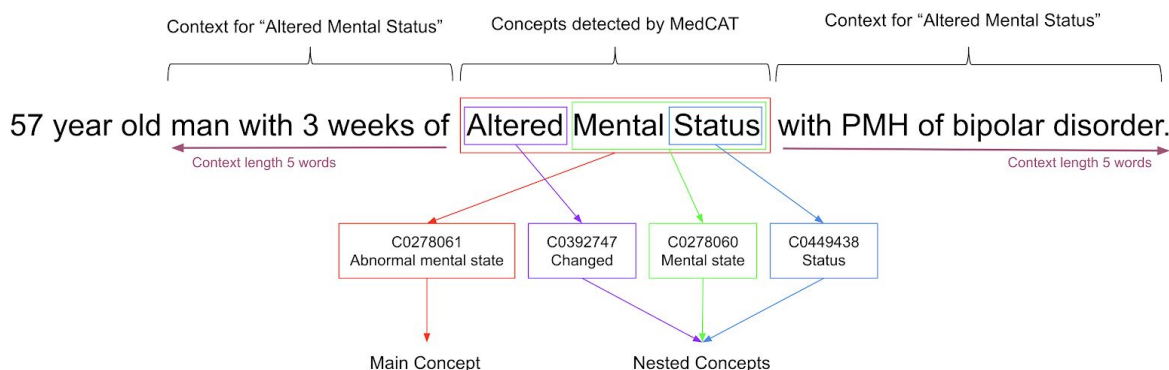 Context for “Altered Mental Status”
Concepts detected by MedCAT
Context for “Altered Mental Status”
57 year old man with 3 weeks of Altered Mental Status with PMH of bipolar disorder.
Context length 5 words
Context length 5 words
C0278061
Abnormal mental state
C0392747
Changed
C0278060
Mental state
C0449438
Status
Main Concept
Nested Concepts